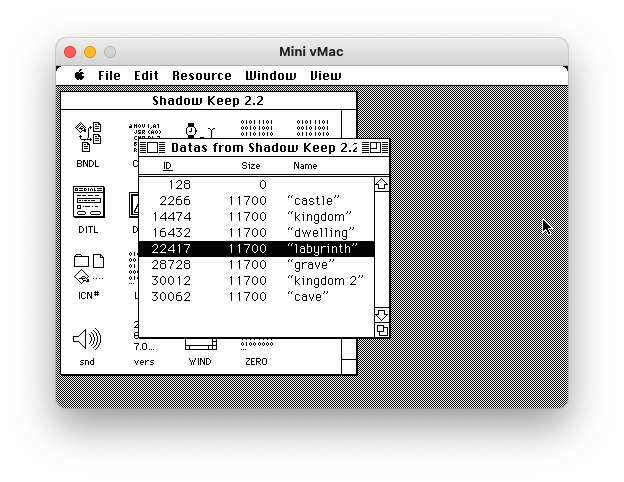 Mini vMac
File Edit Resource Window View
Shadow Keep 2.2
BNDL
DITL
ICN#
snd
vers
WIND
ZERO
7.0...
Datas from Shadow Keep 2.2
ID Size Name
128 0
2266 11700 “castle”
14474 11700 “kingdom”
16432 11700 “dwelling”
22417 11700 “labyrinth”
28728 11700 “grave”
30012 11700 “kingdom 2”
30062 11700 “cave”